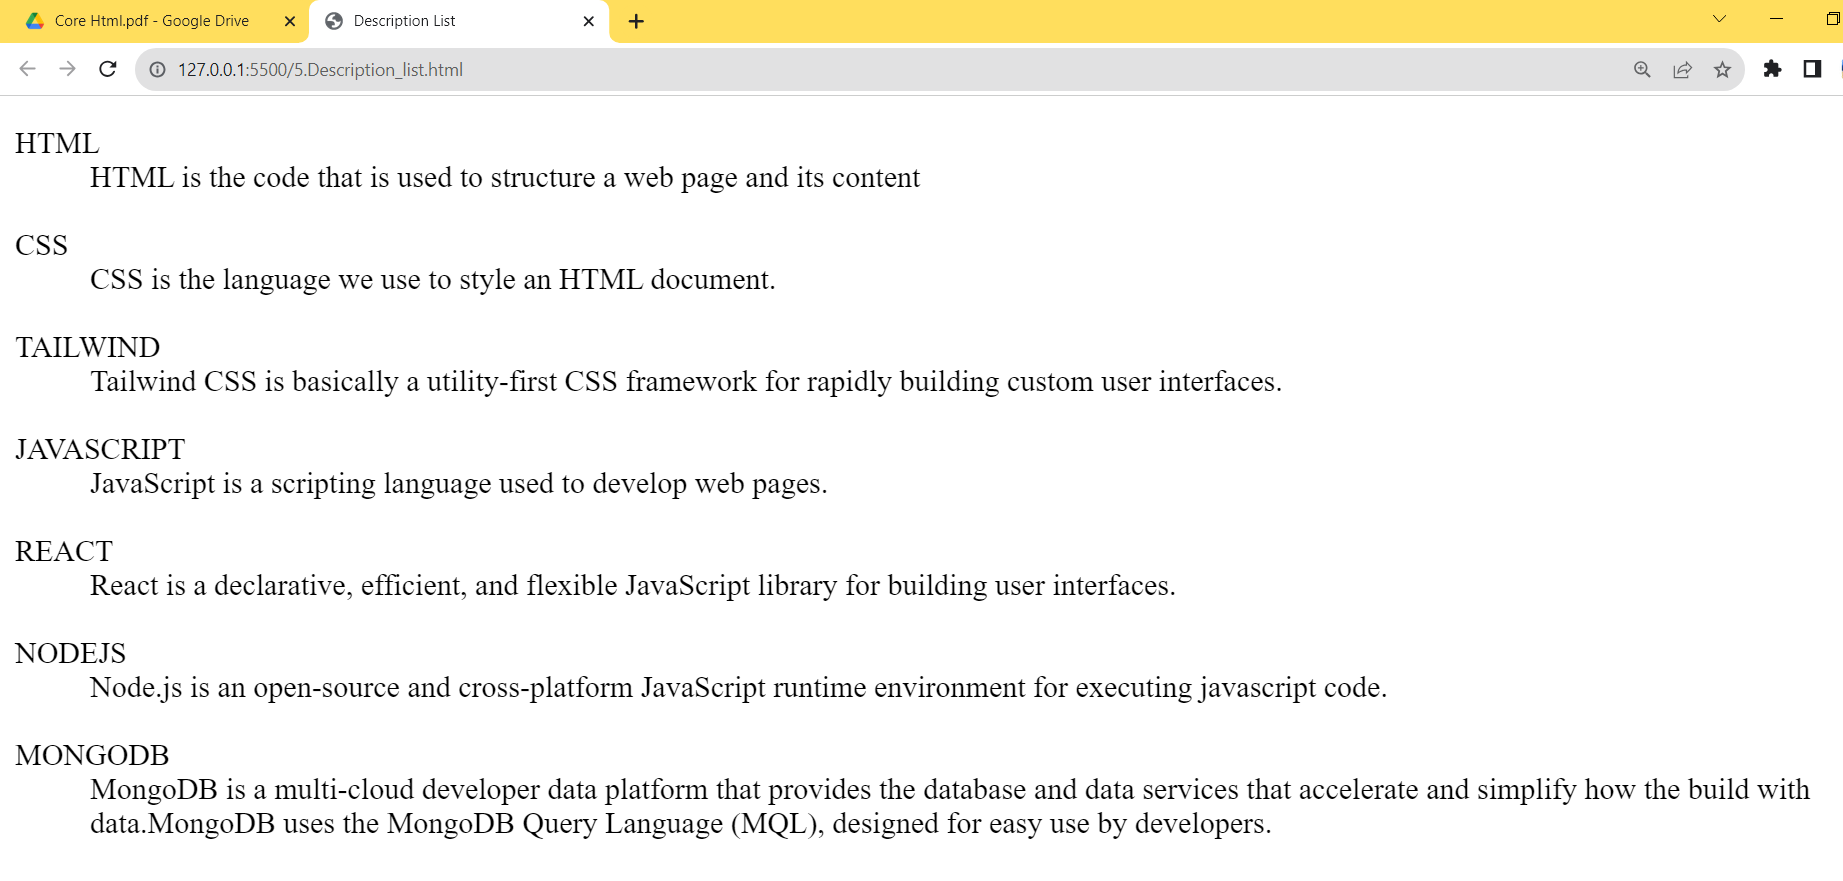 Core Html.pdf - Google Drive
Description List
127.0.0.1:5500/5.Description_list.html
HTML
HTML is the code that is used to structure a web page and its content
CSS
CSS is the language we use to style an HTML document.
TAILWIND
Tailwind CSS is basically a utility-first CSS framework for rapidly building custom user interfaces.
JAVASCRIPT
JavaScript is a scripting language used to develop web pages.
REACT
React is a declarative, efficient, and flexible JavaScript library for building user interfaces.
NODEJS
Node.js is an open-source and cross-platform JavaScript runtime environment for executing javascript code.
MONGODB
MongoDB is a multi-cloud developer data platform that provides the database and data services that accelerate and simplify how the build with
data.MongoDB uses the MongoDB Query Language (MQL), designed for easy use by developers.